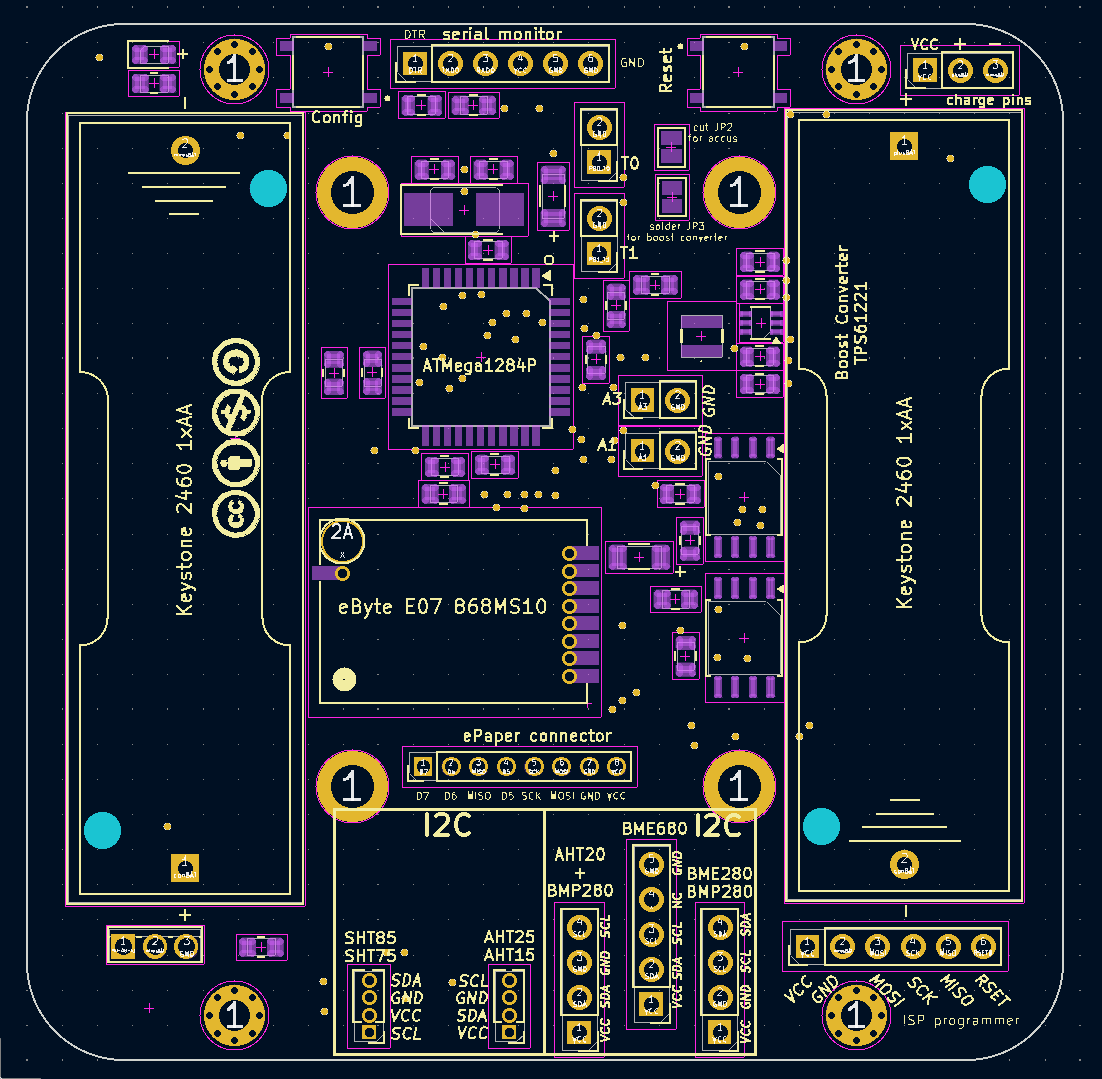 DTR
serial monitor
GND
Reset
VCC + −
charge pins
+
Config
cut JP2
for accus
T0
solder JP3
for boost converter
T1
ATMega1284P
Boost Converter
TPS61221
A3
GND
A1
GND
Keystone 2460 1xAA
Keystone 2460 1xAA
cc
2A
x
eByte E07 868MS10
ePaper connector
D7 D6 MISO D5 SCK MOSI GND VCC
1
1
1
1
1
1
1
1
I2C
I2C
BME680
AHT20
+
BMP280
BME280
BMP280
GND
NC
SCL
SDA
VCC
SCL
GND
SDA
VCC
SDA
SCL
GND
VCC
SHT85
SHT75
AHT25
AHT15
SDA
GND
VCC
SCL
SCL
GND
SDA
VCC
VCC
GND
MOSI
SCK
MISO
RSET
ISP programmer